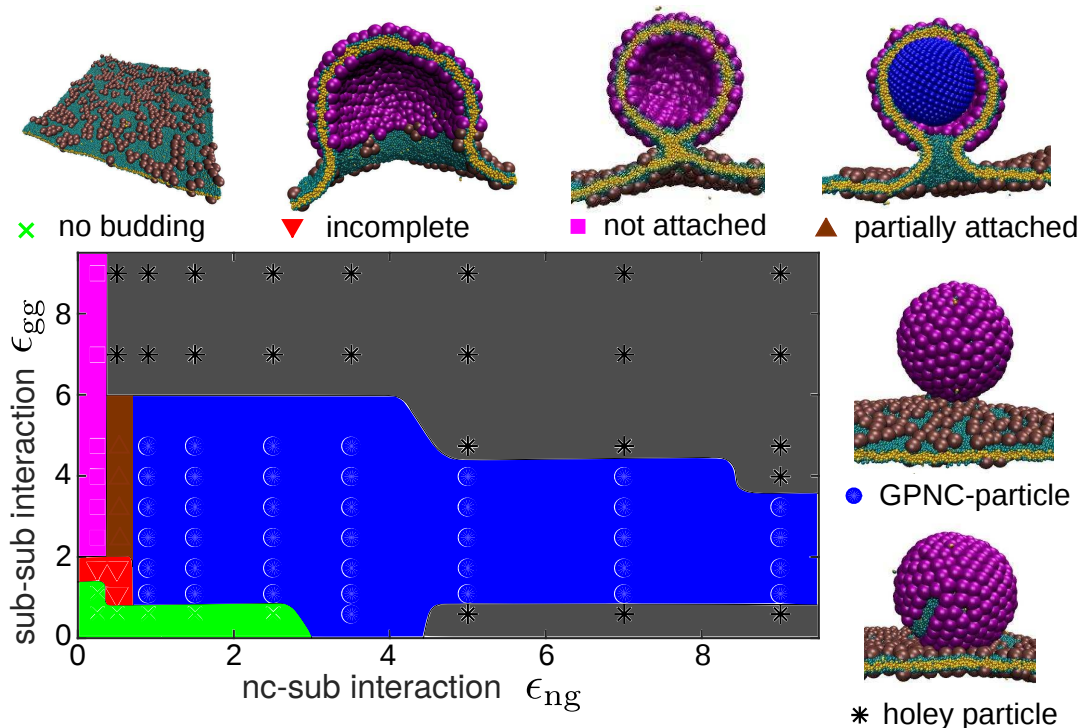 × no budding
▼ incomplete
■ not attached
▲ partially attached
sub-sub interaction ϵgg
8
6
4
2
0
0 2 4 6 8
nc-sub interaction ϵng
GPNC-particle
holey particle